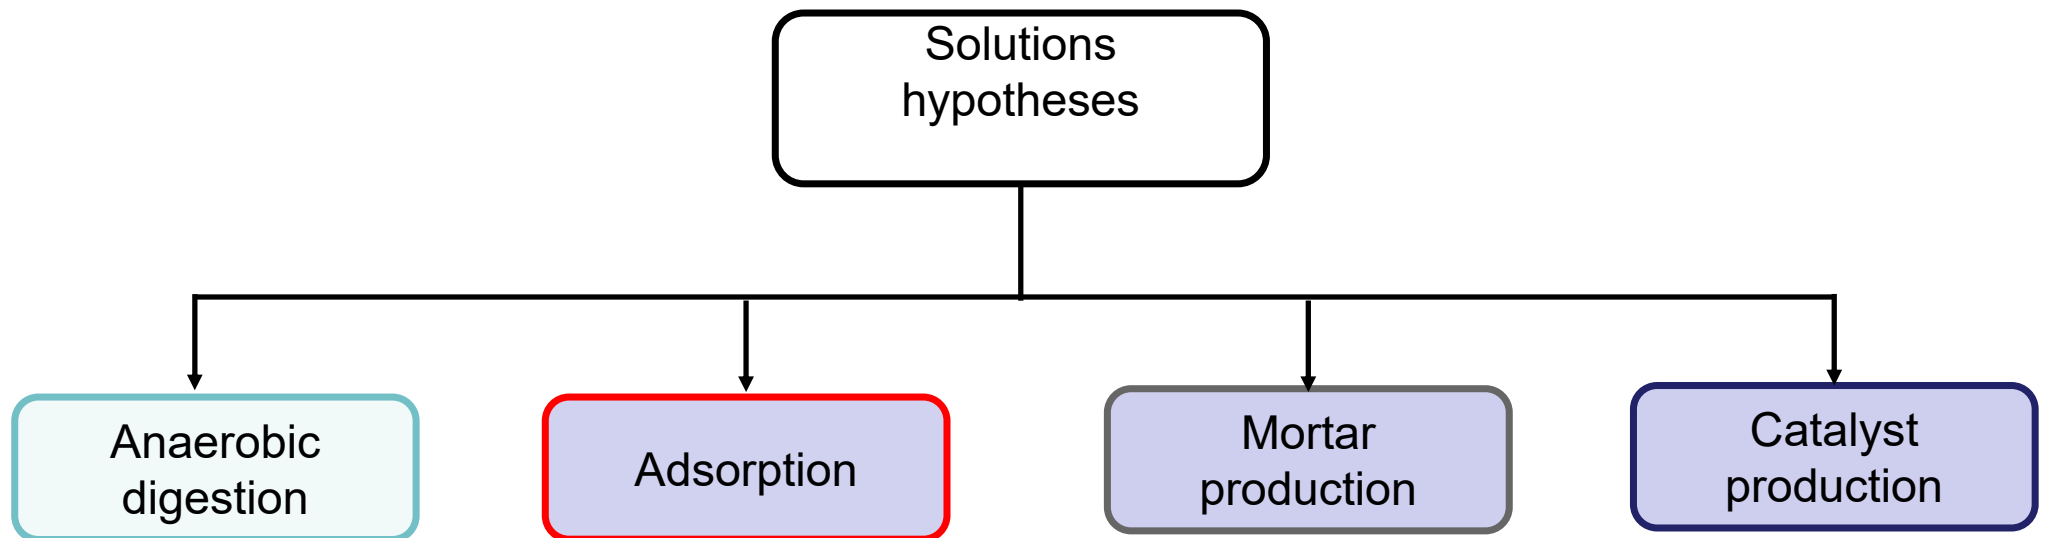 Solutions
hypotheses
Anaerobic
digestion
Adsorption
Mortar
production
Catalyst
production